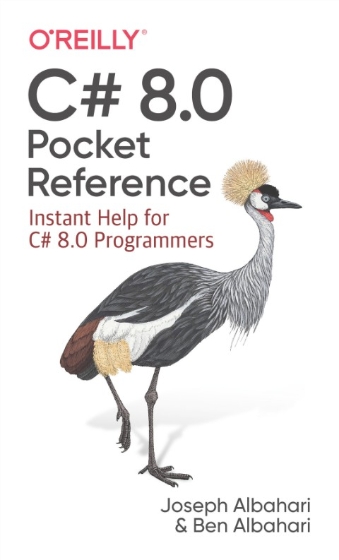 O'REILLY®
C# 8.0
Pocket
Reference
Instant Help for
C# 8.0 Programmers
Joseph Albahari
& Ben Albahari